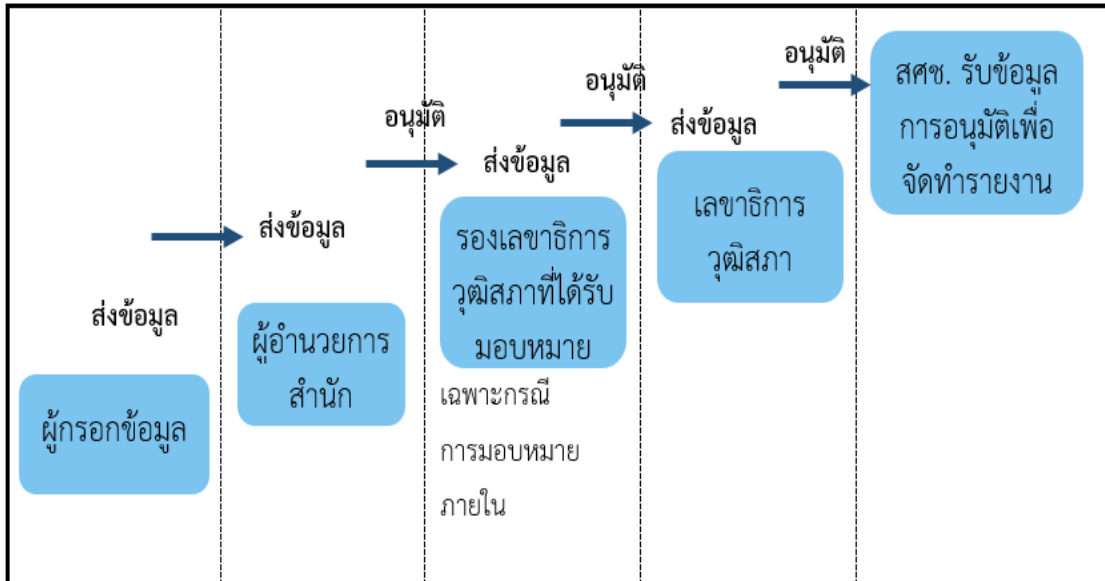 ส่งข้อมูล
ผู้กรอกข้อมูล
ส่งข้อมูล
ผู้อำนวยการ
สำนัก
อนุมัติ
ส่งข้อมูล
รองเลขาธิการ
วุฒิสภาที่ได้รับ
มอบหมาย
เฉพาะกรณี
การมอบหมาย
ภายใน
อนุมัติ
ส่งข้อมูล
เลขาธิการ
วุฒิสภา
อนุมัติ
สศช. รับข้อมูล
การอนุมัติเพื่อ
จัดทำรายงาน